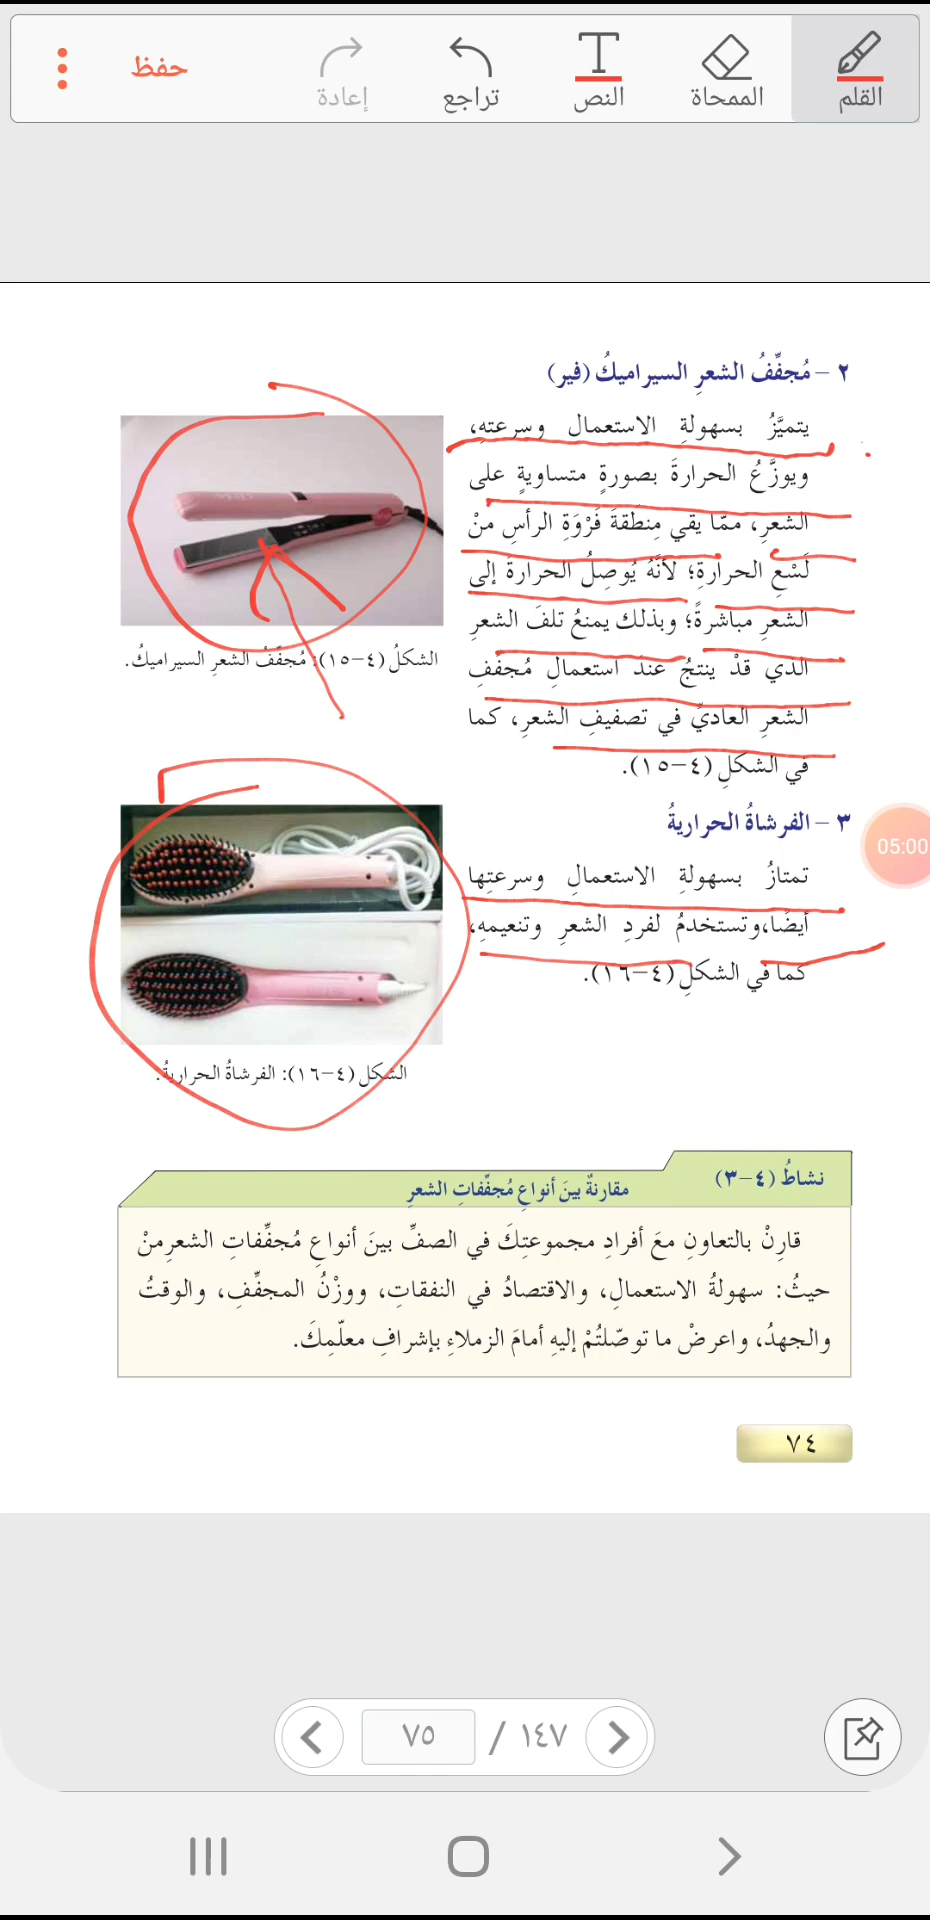 القلم
الممحاة
النص
تراجع
إعادة
حفظ
٢ – مُجفِّفُ الشعرِ السيراميكُ (فير)
يتميَّزُ بسهولةِ الاستعمالِ وسرعتهِ،
ويوزَّعُ الحرارةَ بصورةٍ متساويةٍ على
الشعرِ، ممّا يقي مِنطقةَ فَرْوَةِ الرأسِ منْ
لَسْعِ الحرارةِ؛ لأنَّهُ يُوصِلُ الحرارةَ إلى
الشعرِ مباشرةً؛ وبذلك يمنعُ تلفَ الشعرِ
الذي قدْ ينتجُ عندَ استعمالِ مُجففِ
الشعرِ العاديِّ في تصفيفِ الشعرِ، كما
في الشكلِ (٤–١٥).
الشكلُ (٤–١٥): مُجفِّفُ الشعرِ السيراميكُ.
٣ – الفرشاةُ الحراريةُ
تمتازُ بسهولةِ الاستعمالِ وسرعتِها
أيضًا،وتستخدمُ لفردِ الشعرِ وتنعيمهِ،
كما في الشكلِ (٤–١٦).
الشكل (٤–١٦): الفرشاةُ الحراريةُ.
05:00
نشاطُ (٤–٣)
مقارنةٌ بينَ أنواعِ مُجفِّفاتِ الشعرِ
قارِنْ بالتعاونِ معَ أفرادِ مجموعتِكَ في الصفِّ بينَ أنواعِ مُجفِّفاتِ الشعرِ منْ
حيثُ: سهولةُ الاستعمالِ، والاقتصادُ في النفقاتِ، ووزْنُ المجفِّفِ، والوقتُ
والجهدُ، واعرضْ ما توصّلتُمْ إليهِ أمامَ الزملاءِ بإشرافِ معلّمِكَ.
٧٤
١٤٧ / ٧٥